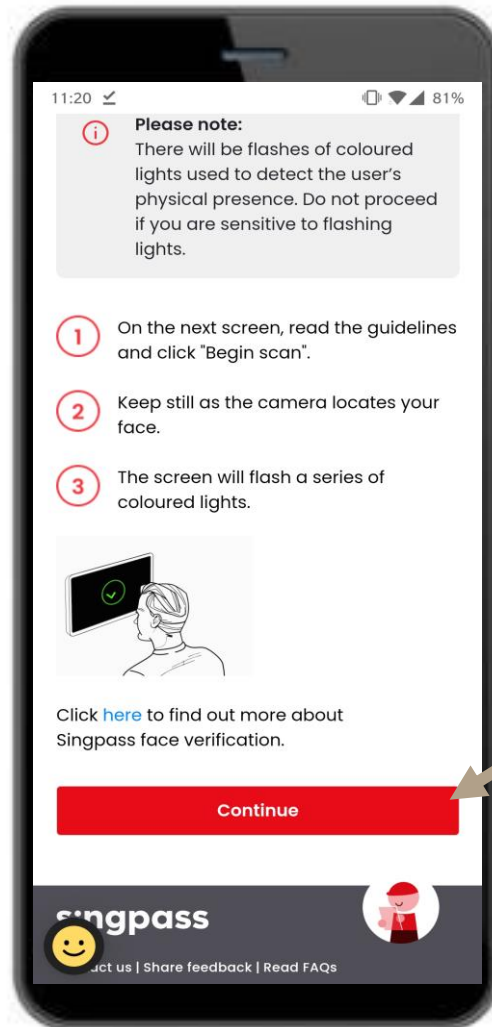 11:20 81%
Please note:
There will be flashes of coloured
lights used to detect the user's
physical presence. Do not proceed
if you are sensitive to flashing
lights.
1 On the next screen, read the guidelines
and click "Begin scan".
2 Keep still as the camera locates your
face.
3 The screen will flash a series of
coloured lights.
Click here to find out more about
Singpass face verification.
Continue
singpass
act us | Share feedback | Read FAQs